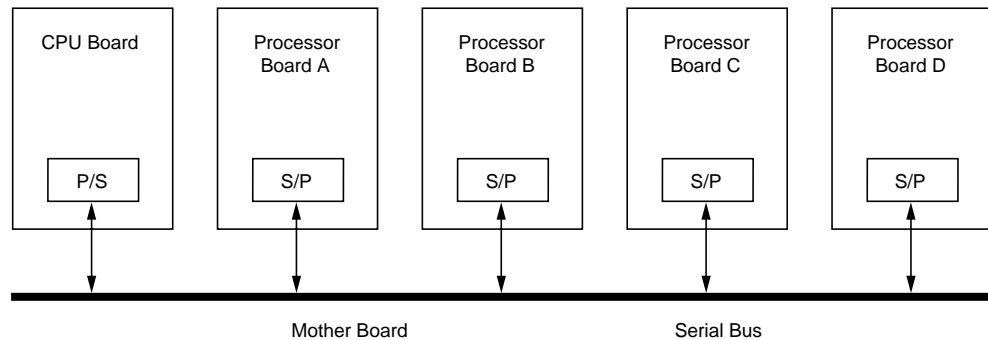 CPU Board
Processor
Board A
Processor
Board B
Processor
Board C
Processor
Board D
P/S
S/P
S/P
S/P
S/P
Mother Board
Serial Bus